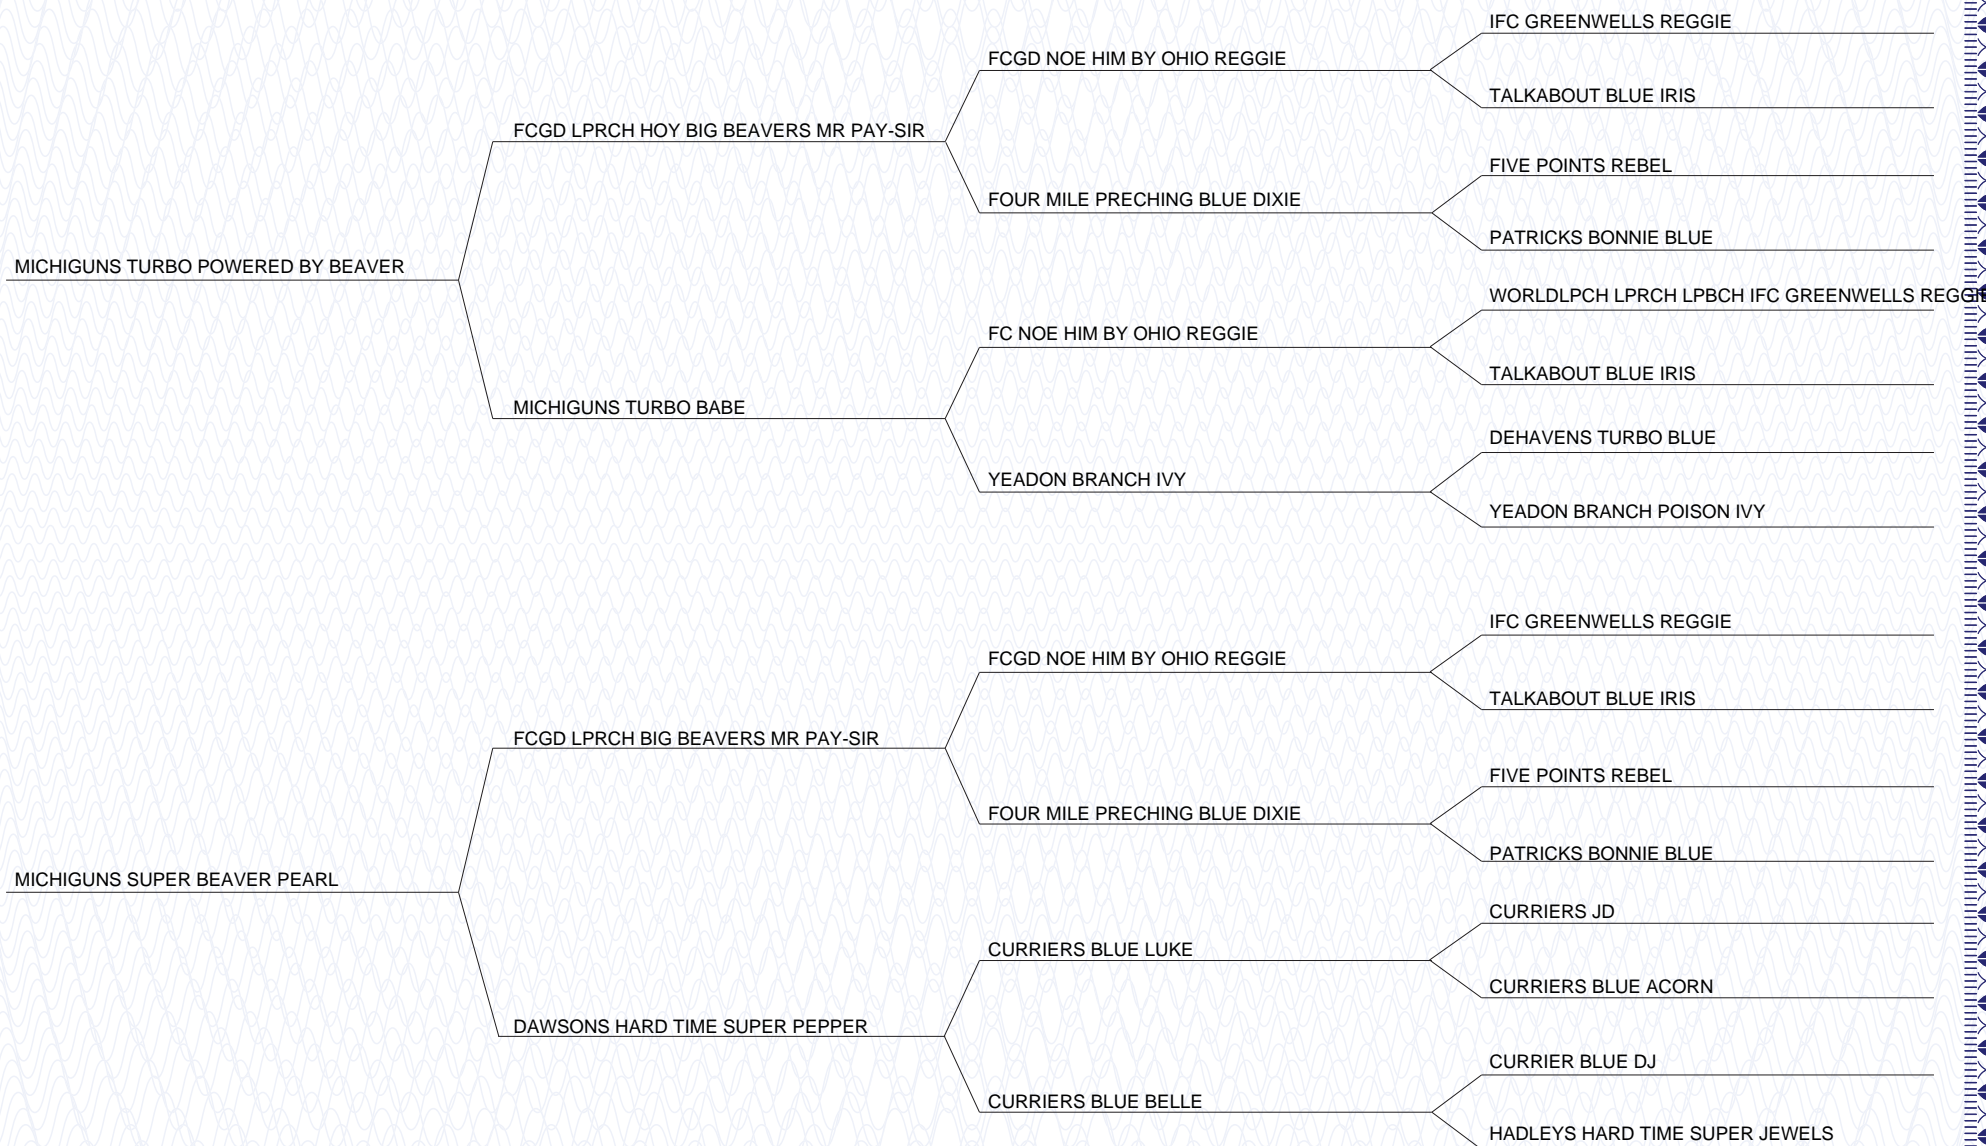 IFC GREENWELLS REGGIE
FCGD NOE HIM BY OHIO REGGIE
TALKABOUT BLUE IRIS
FCGD LPRCH HOY BIG BEAVERS MR PAY-SIR
FIVE POINTS REBEL
FOUR MILE PRECHING BLUE DIXIE
PATRICKS BONNIE BLUE
MICHIGUNS TURBO POWERED BY BEAVER
WORLDLPCH LPRCH LPBCH IFC GREENWELLS REGGIE
FC NOE HIM BY OHIO REGGIE
TALKABOUT BLUE IRIS
MICHIGUNS TURBO BABE
DEHAVENS TURBO BLUE
YEADON BRANCH IVY
YEADON BRANCH POISON IVY
IFC GREENWELLS REGGIE
FCGD NOE HIM BY OHIO REGGIE
TALKABOUT BLUE IRIS
FCGD LPRCH BIG BEAVERS MR PAY-SIR
FIVE POINTS REBEL
FOUR MILE PRECHING BLUE DIXIE
PATRICKS BONNIE BLUE
MICHIGUNS SUPER BEAVER PEARL
CURRIERS JD
CURRIERS BLUE LUKE
CURRIERS BLUE ACORN
DAWSONS HARD TIME SUPER PEPPER
CURRIER BLUE DJ
CURRIERS BLUE BELLE
HADLEYS HARD TIME SUPER JEWELS